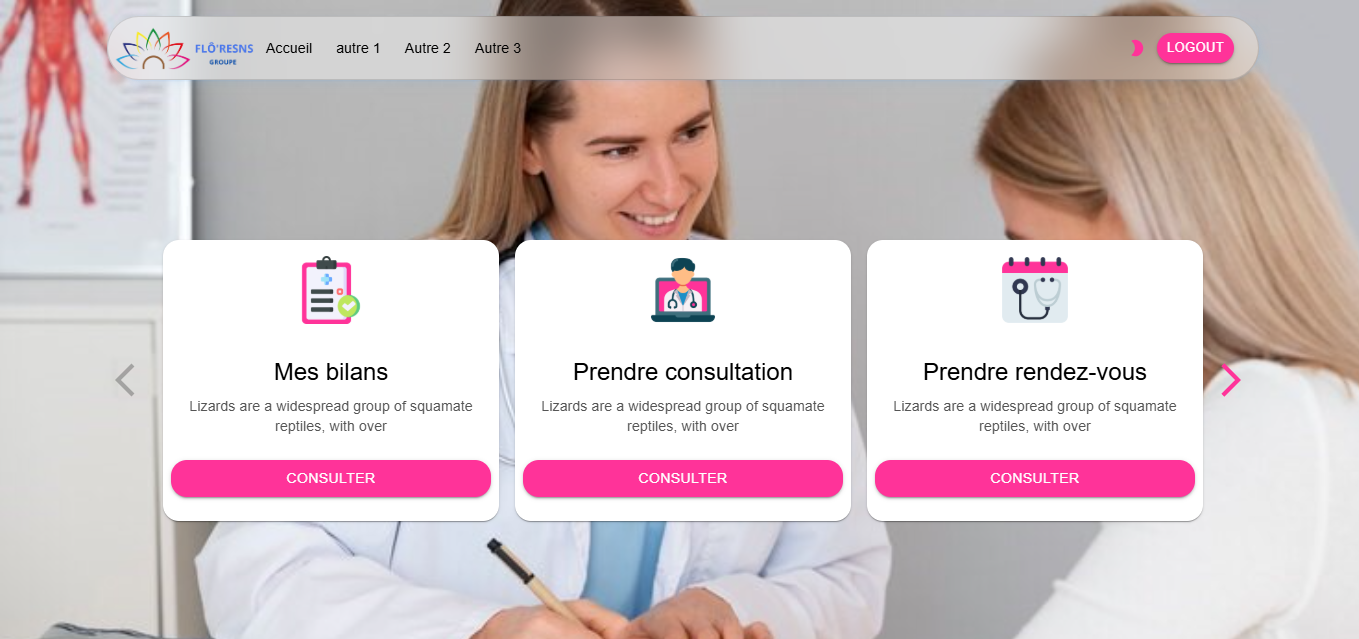 FLÔ'RESNS
GROUPE
Accueil
autre 1
Autre 2
Autre 3
LOGOUT
Mes bilans
Lizards are a widespread group of squamate
reptiles, with over
CONSULTER
Prendre consultation
Lizards are a widespread group of squamate
reptiles, with over
CONSULTER
Prendre rendez-vous
Lizards are a widespread group of squamate
reptiles, with over
CONSULTER